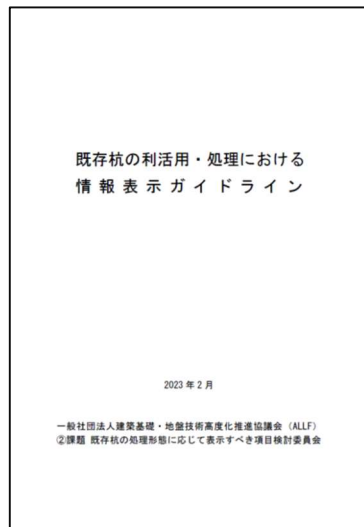 既存杭の利活用・処理における
情報表示ガイドライン
2023年2月
一般社団法人建築基礎・地盤技術高度化推進協議会（ALLF）
②課題 既存杭の処理形態に応じて表示すべき項目検討委員会